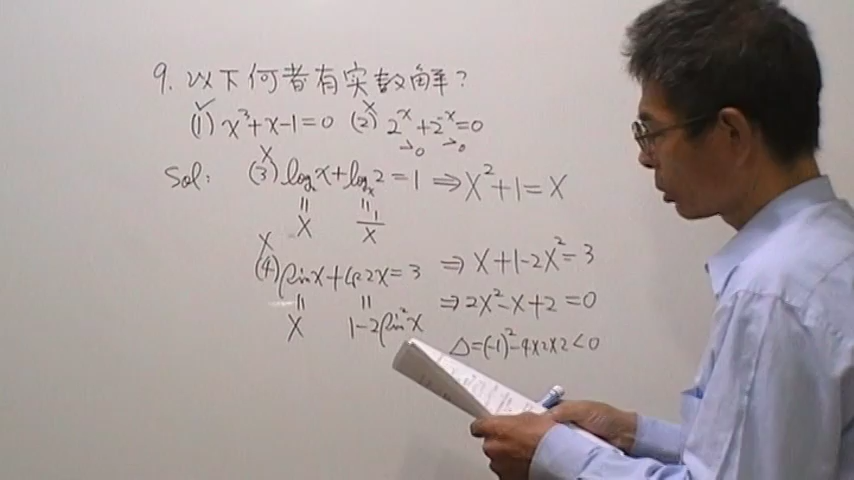 9. 以下何者有实数解?
✓(1) x³+x-1=0 ×(2) 2ˣ+2⁻ˣ=0
→0 →0
Sol: ×(3) log₂x+logₓ2=1 ⇒ X²+1=X
= =
X 1/X
×(4) sinx+cos2x=3 ⇒ X+1-2X²=3
= = ⇒ 2X²-X+2=0
X 1-2sin²x
△=(-1)²-4×2×2<0